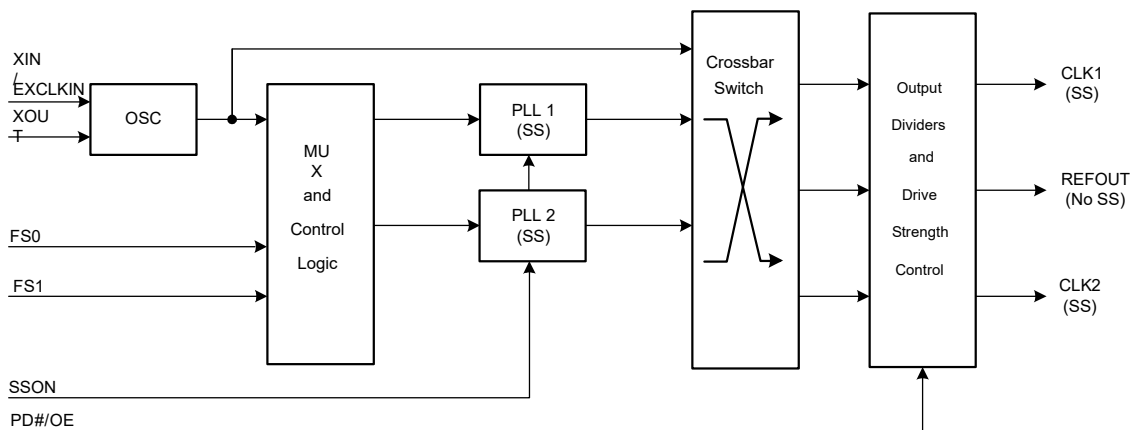 XIN
/
EXCLKIN
XOU
T
OSC
FS0
FS1
SSON
PD#/OE
MU
X
and
Control
Logic
PLL 1
(SS)
PLL 2
(SS)
Crossbar
Switch
Output
Dividers
and
Drive
Strength
Control
CLK1
(SS)
REFOUT
(No SS)
CLK2
(SS)